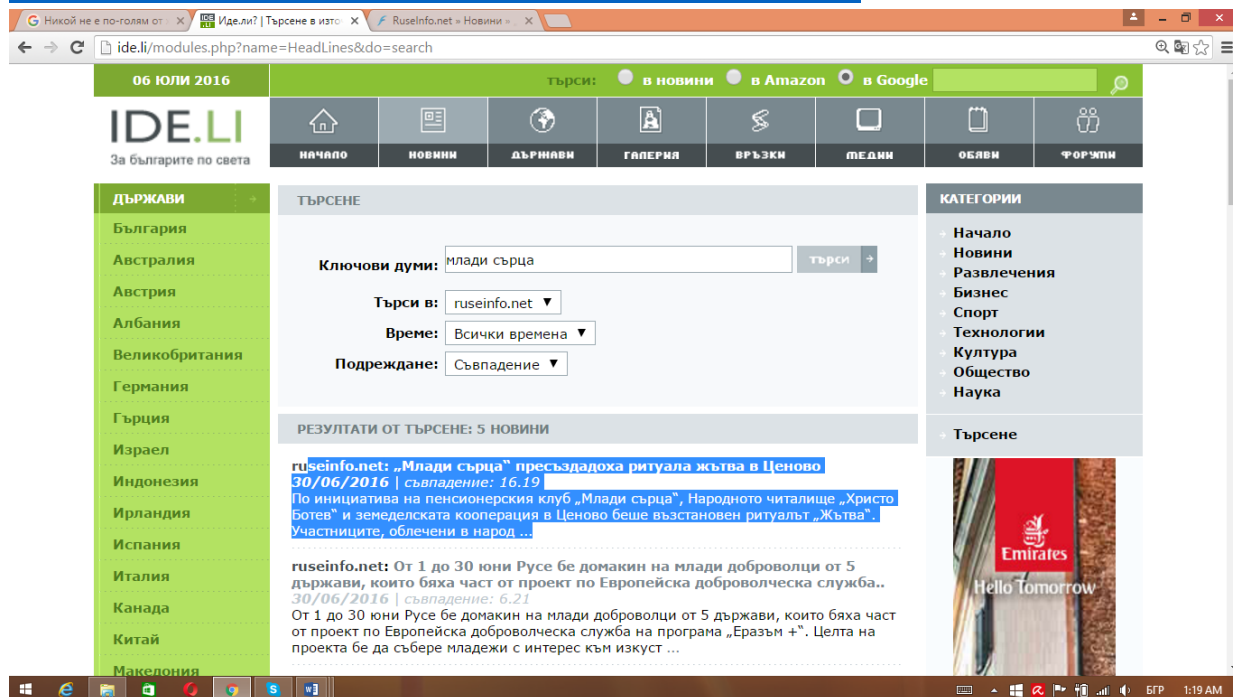 Никой не е по-голям от
Иде.ли? | Търсене в изто
RuseInfo.net » Новини »
ide.li/modules.php?name=HeadLines&do=search
06 ЮЛИ 2016
търси: в новини в Amazon в Google
IDE.LI
За българите по света
НАЧАЛО НОВИНИ ДЪРЖАВИ ГАЛЕРИЯ ВРЪЗКИ МЕДИИ ОБЯВИ ФОРУМИ
ДЪРЖАВИ
България
Австралия
Австрия
Албания
Великобритания
Германия
Гърция
Израел
Индонезия
Ирландия
Испания
Италия
Канада
Китай
Македония
ТЪРСЕНЕ
Ключови думи: млади сърца търси
Търси в: ruseinfo.net
Време: Всички времена
Подреждане: Съвпадение
РЕЗУЛТАТИ ОТ ТЪРСЕНЕ: 5 НОВИНИ
ruseinfo.net: „Млади сърца“ пресъздадоха ритуала жътва в Ценово
30/06/2016 | съвпадение: 16.19
По инициатива на пенсионерския клуб „Млади сърца“, Народното читалище „Христо
Ботев“ и земеделската кооперация в Ценово беше възстановен ритуалът „Жътва“.
Участниците, облечени в народ ...
ruseinfo.net: От 1 до 30 юни Русе бе домакин на млади доброволци от 5
държави, които бяха част от проект по Европейска доброволческа служба..
30/06/2016 | съвпадение: 6.21
От 1 до 30 юни Русе бе домакин на млади доброволци от 5 държави, които бяха част
от проект по Европейска доброволческа служба на програма „Еразъм +“. Целта на
проекта бе да събере младежи с интерес към изкуст ...
КАТЕГОРИИ
Начало
Новини
Развлечения
Бизнес
Спорт
Технологии
Култура
Общество
Наука
Търсене
Emirates
Hello Tomorrow
БГР 1:19 AM